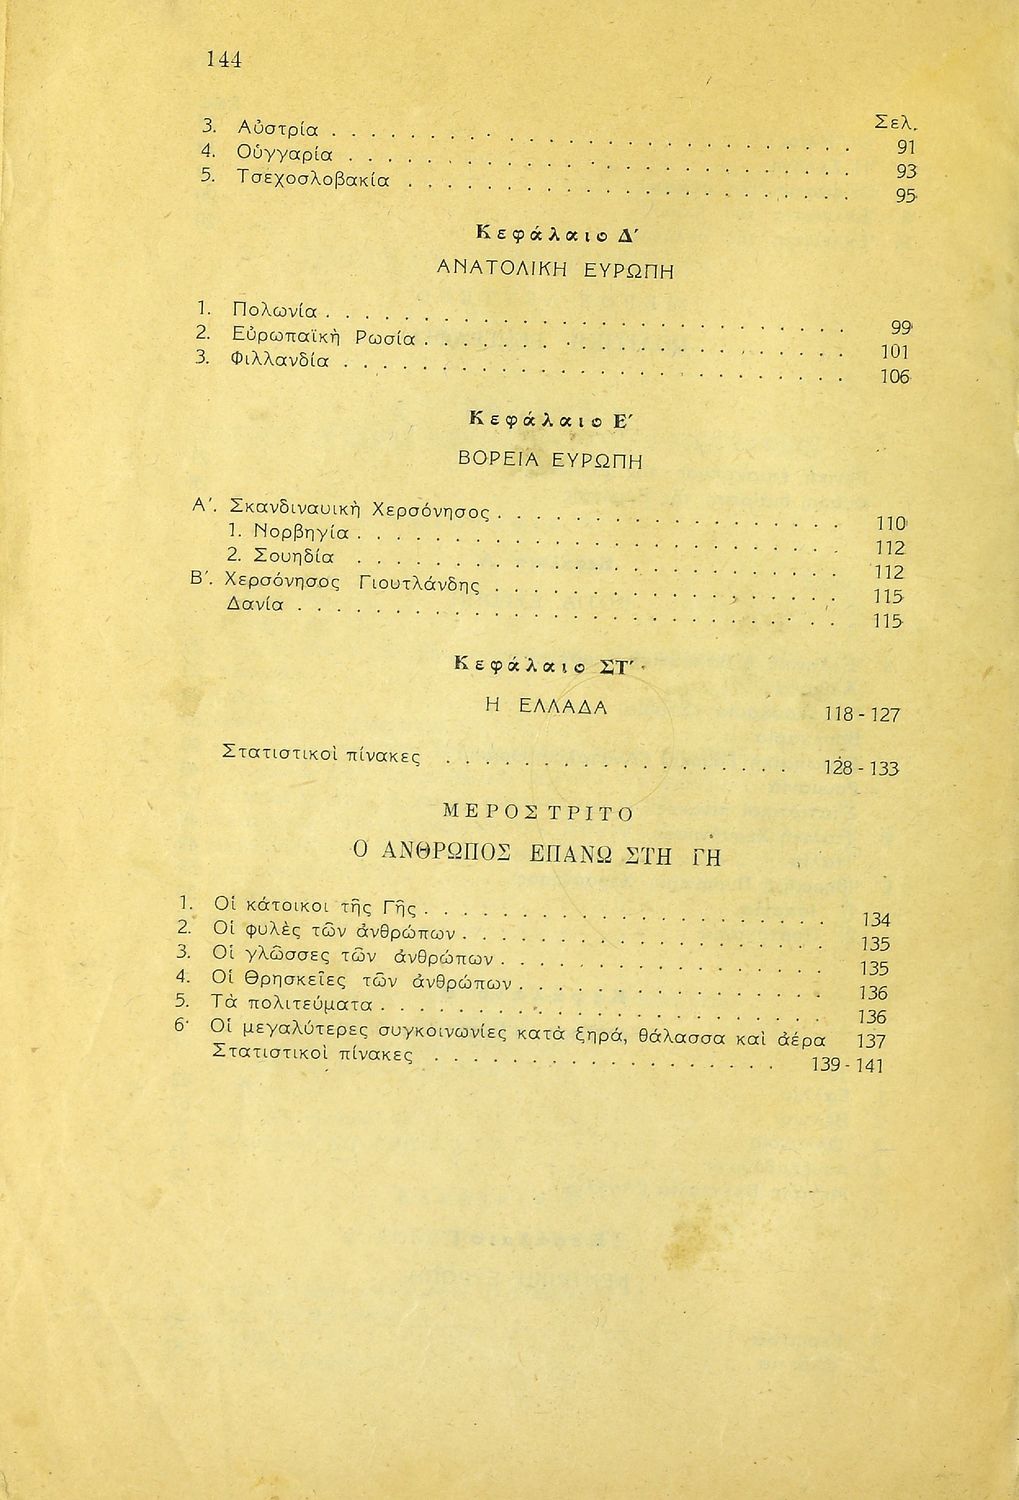 144
Σελ.
3. Αὐστρία . . . . . . . . . . . . . . . . . . . . . . . . . . . 91
4. Οὐγγαρία . . . . . . . . . . . . . . . . . . . . . . . . . . 93
5. Τσεχοσλοβακία . . . . . . . . . . . . . . . . . . . . . . . 95
Κεφάλαιο Δ′
ΑΝΑΤΟΛΙΚΗ ΕΥΡΩΠΗ
1. Πολωνία . . . . . . . . . . . . . . . . . . . . . . . . . . . 99
2. Εὐρωπαϊκὴ Ρωσία . . . . . . . . . . . . . . . . . . . . . . 101
3. Φιλλανδία . . . . . . . . . . . . . . . . . . . . . . . . . . 106
Κεφάλαιο Ε′
ΒΟΡΕΙΑ ΕΥΡΩΠΗ
Α′. Σκανδιναυικὴ Χερσόνησος . . . . . . . . . . . . . . . . . . 110
1. Νορβηγία . . . . . . . . . . . . . . . . . . . . . . . . . 112
2. Σουηδία . . . . . . . . . . . . . . . . . . . . . . . . . 112
Β′. Χερσόνησος Γιουτλάνδης . . . . . . . . . . . . . . . . . . 115
Δανία . . . . . . . . . . . . . . . . . . . . . . . . . . . . 115
Κεφάλαιο ΣΤ′
Η ΕΛΛΑΔΑ 118 - 127
Στατιστικοὶ πίνακες . . . . . . . . . . . . . . . . . . 128 - 133
ΜΕΡΟΣ ΤΡΙΤΟ
Ο ΑΝΘΡΩΠΟΣ ΕΠΑΝΩ ΣΤΗ ΓΗ
1. Οἱ κάτοικοι τῆς Γῆς . . . . . . . . . . . . . . . . . . . . . 134
2. Οἱ φυλὲς τῶν ἀνθρώπων . . . . . . . . . . . . . . . . . . . 135
3. Οἱ γλῶσσες τῶν ἀνθρώπων . . . . . . . . . . . . . . . . . 135
4. Οἱ Θρησκεῖες τῶν ἀνθρώπων . . . . . . . . . . . . . . . . 136
5. Τὰ πολιτεύματα . . . . . . . . . . . . . . . . . . . . . . . 136
6· Οἱ μεγαλύτερες συγκοινωνίες κατὰ ξηρά, θάλασσα καὶ ἀέρα 137
Στατιστικοὶ πίνακες . . . . . . . . . . . . . . . . . . 139 - 141